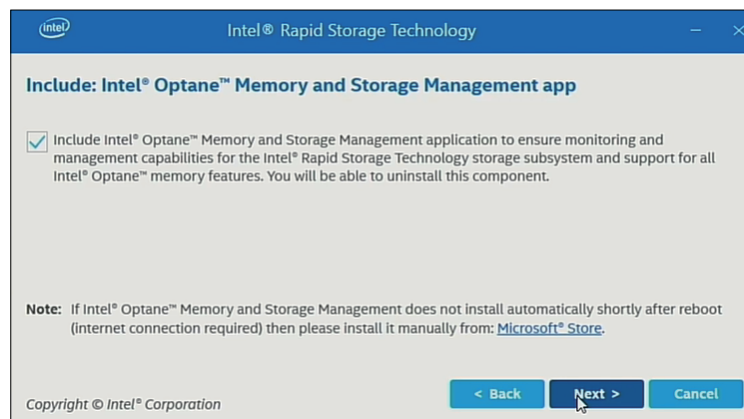 intel
Intel® Rapid Storage Technology
Include: Intel® Optane™ Memory and Storage Management app
Include Intel® Optane™ Memory and Storage Management application to ensure monitoring and
management capabilities for the Intel® Rapid Storage Technology storage subsystem and support for all
Intel® Optane™ memory features. You will be able to uninstall this component.
Note: If Intel® Optane™ Memory and Storage Management does not install automatically shortly after reboot
(internet connection required) then please install it manually from: Microsoft® Store.
< Back Next > Cancel
Copyright © Intel® Corporation